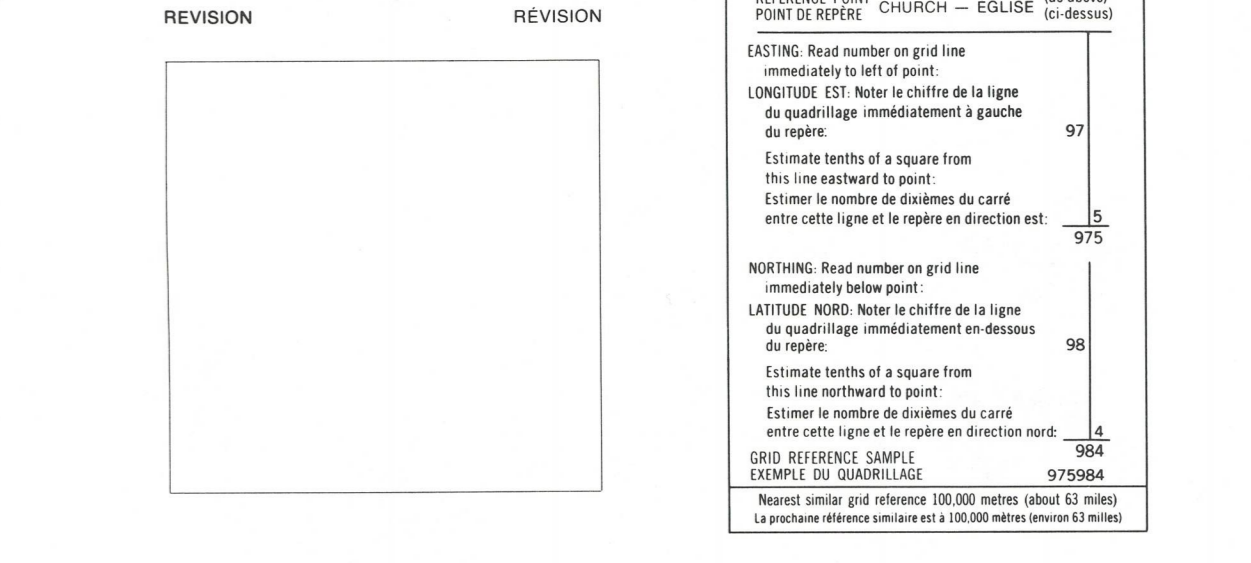 REVISION RÉVISION
REFERENCE POINT
POINT DE REPÈRE CHURCH — EGLISE (as above)
(ci-dessus)
EASTING: Read number on grid line
immediately to left of point:
LONGITUDE EST: Noter le chiffre de la ligne
du quadrillage immédiatement à gauche
du repère: 97
Estimate tenths of a square from
this line eastward to point:
Estimer le nombre de dixièmes du carré
entre cette ligne et le repère en direction est: 5
975
NORTHING: Read number on grid line
immediately below point:
LATITUDE NORD: Noter le chiffre de la ligne
du quadrillage immédiatement en-dessous
du repère: 98
Estimate tenths of a square from
this line northward to point:
Estimer le nombre de dixièmes du carré
entre cette ligne et le repère en direction nord: 4
GRID REFERENCE SAMPLE 984
EXEMPLE DU QUADRILLAGE 975984
Nearest similar grid reference 100,000 metres (about 63 miles)
La prochaine référence similaire est à 100,000 mètres (environ 63 milles)